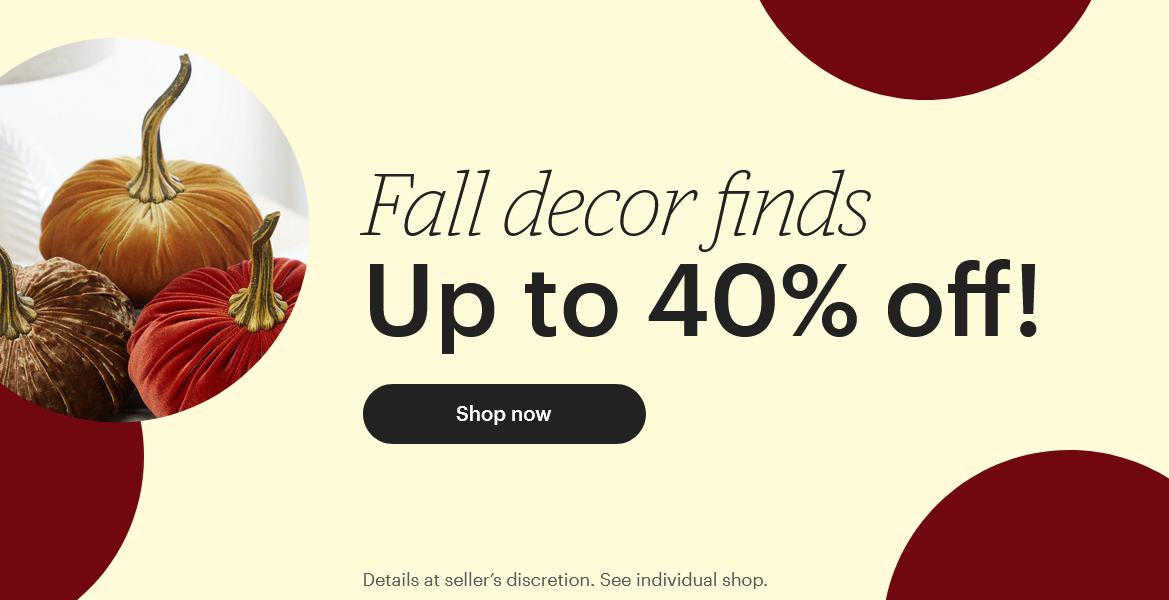 Fall decor finds
Up to 40% off!
Shop now
Details at seller’s discretion. See individual shop.